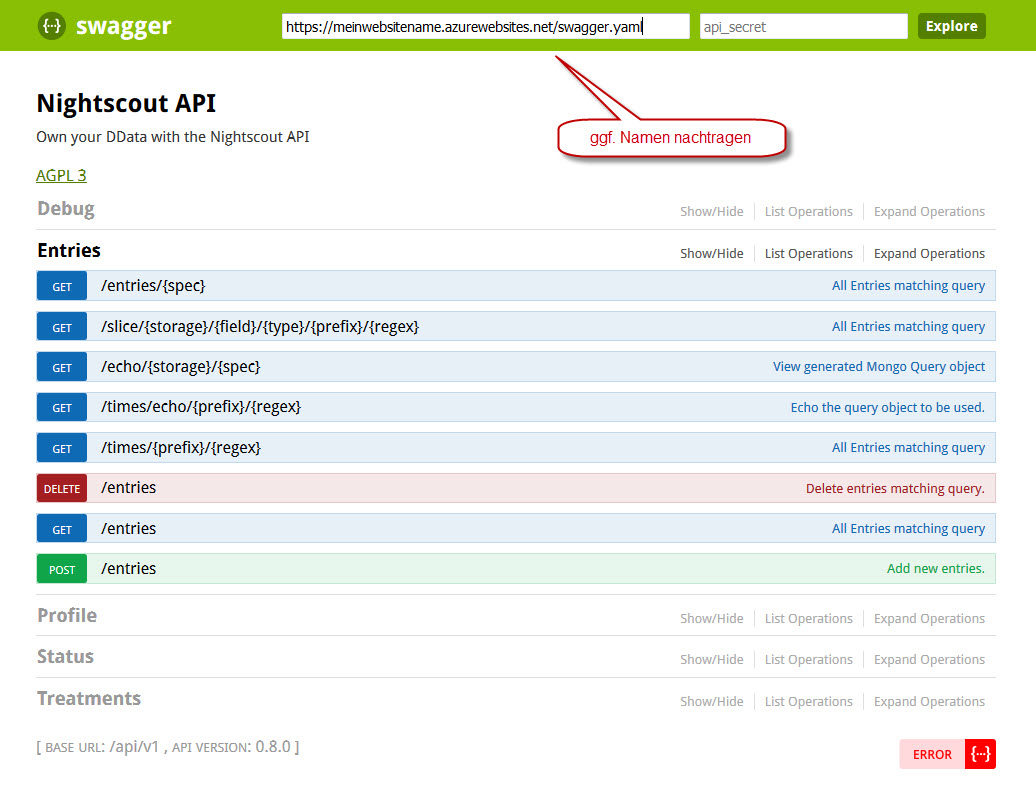 {···} swagger https://meinwebsitename.azurewebsites.net/swagger.yaml api_secret Explore
ggf. Namen nachtragen
Nightscout API
Own your DData with the Nightscout API
AGPL 3
Debug Show/Hide List Operations Expand Operations
Entries Show/Hide List Operations Expand Operations
GET /entries/{spec} All Entries matching query
GET /slice/{storage}/{field}/{type}/{prefix}/{regex} All Entries matching query
GET /echo/{storage}/{spec} View generated Mongo Query object
GET /times/echo/{prefix}/{regex} Echo the query object to be used.
GET /times/{prefix}/{regex} All Entries matching query
DELETE /entries Delete entries matching query.
GET /entries All Entries matching query
POST /entries Add new entries.
Profile Show/Hide List Operations Expand Operations
Status Show/Hide List Operations Expand Operations
Treatments Show/Hide List Operations Expand Operations
[ BASE URL: /api/v1 , API VERSION: 0.8.0 ]
ERROR {···}